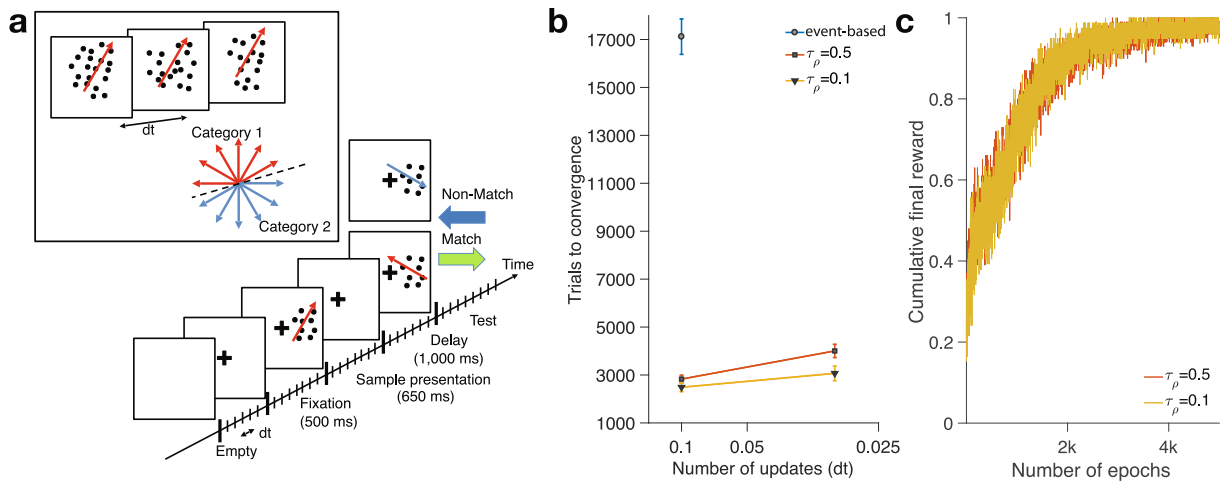 a
dt
Category 1
Category 2
Non-Match
Match
Time
Test
Delay
(1,000 ms)
Sample presentation
(650 ms)
Fixation
(500 ms)
dt
Empty
b
event-based
τρ=0.5
τρ=0.1
Trials to convergence
17000
15000
13000
11000
9000
7000
5000
3000
1000
0.1
0.05
0.025
Number of updates (dt)
c
Cumulative final reward
1
0.8
0.6
0.4
0.2
0
τρ=0.5
τρ=0.1
2k
4k
Number of epochs